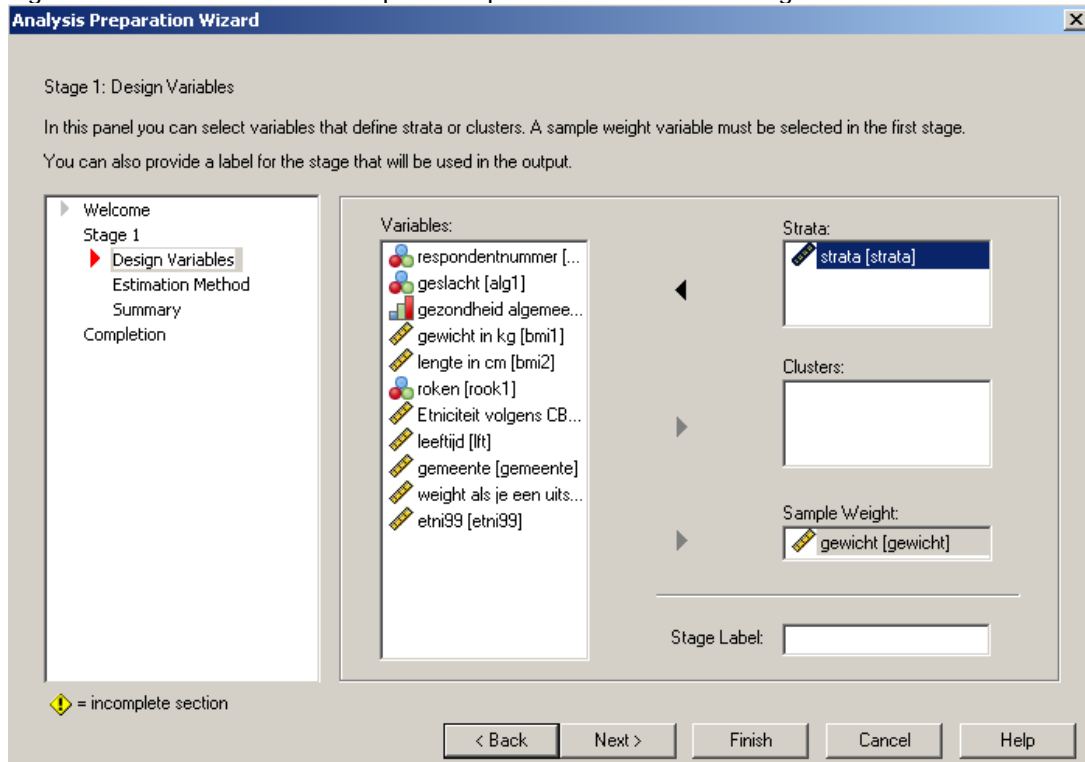 Analysis Preparation Wizard
Stage 1: Design Variables
In this panel you can select variables that define strata or clusters. A sample weight variable must be selected in the first stage.
You can also provide a label for the stage that will be used in the output.
Welcome
Stage 1
Design Variables
Estimation Method
Summary
Completion
Variables:
respondentnummer [...
geslacht [alg1]
gezondheid algemee...
gewicht in kg [bmi1]
lengte in cm [bmi2]
roken [rook1]
Etniciteit volgens CB...
leeftijd [lft]
gemeente [gemeente]
weight als je een uits...
etni99 [etni99]
Strata:
strata [strata]
Clusters:
Sample Weight:
gewicht [gewicht]
Stage Label:
! = incomplete section
< Back
Next >
Finish
Cancel
Help